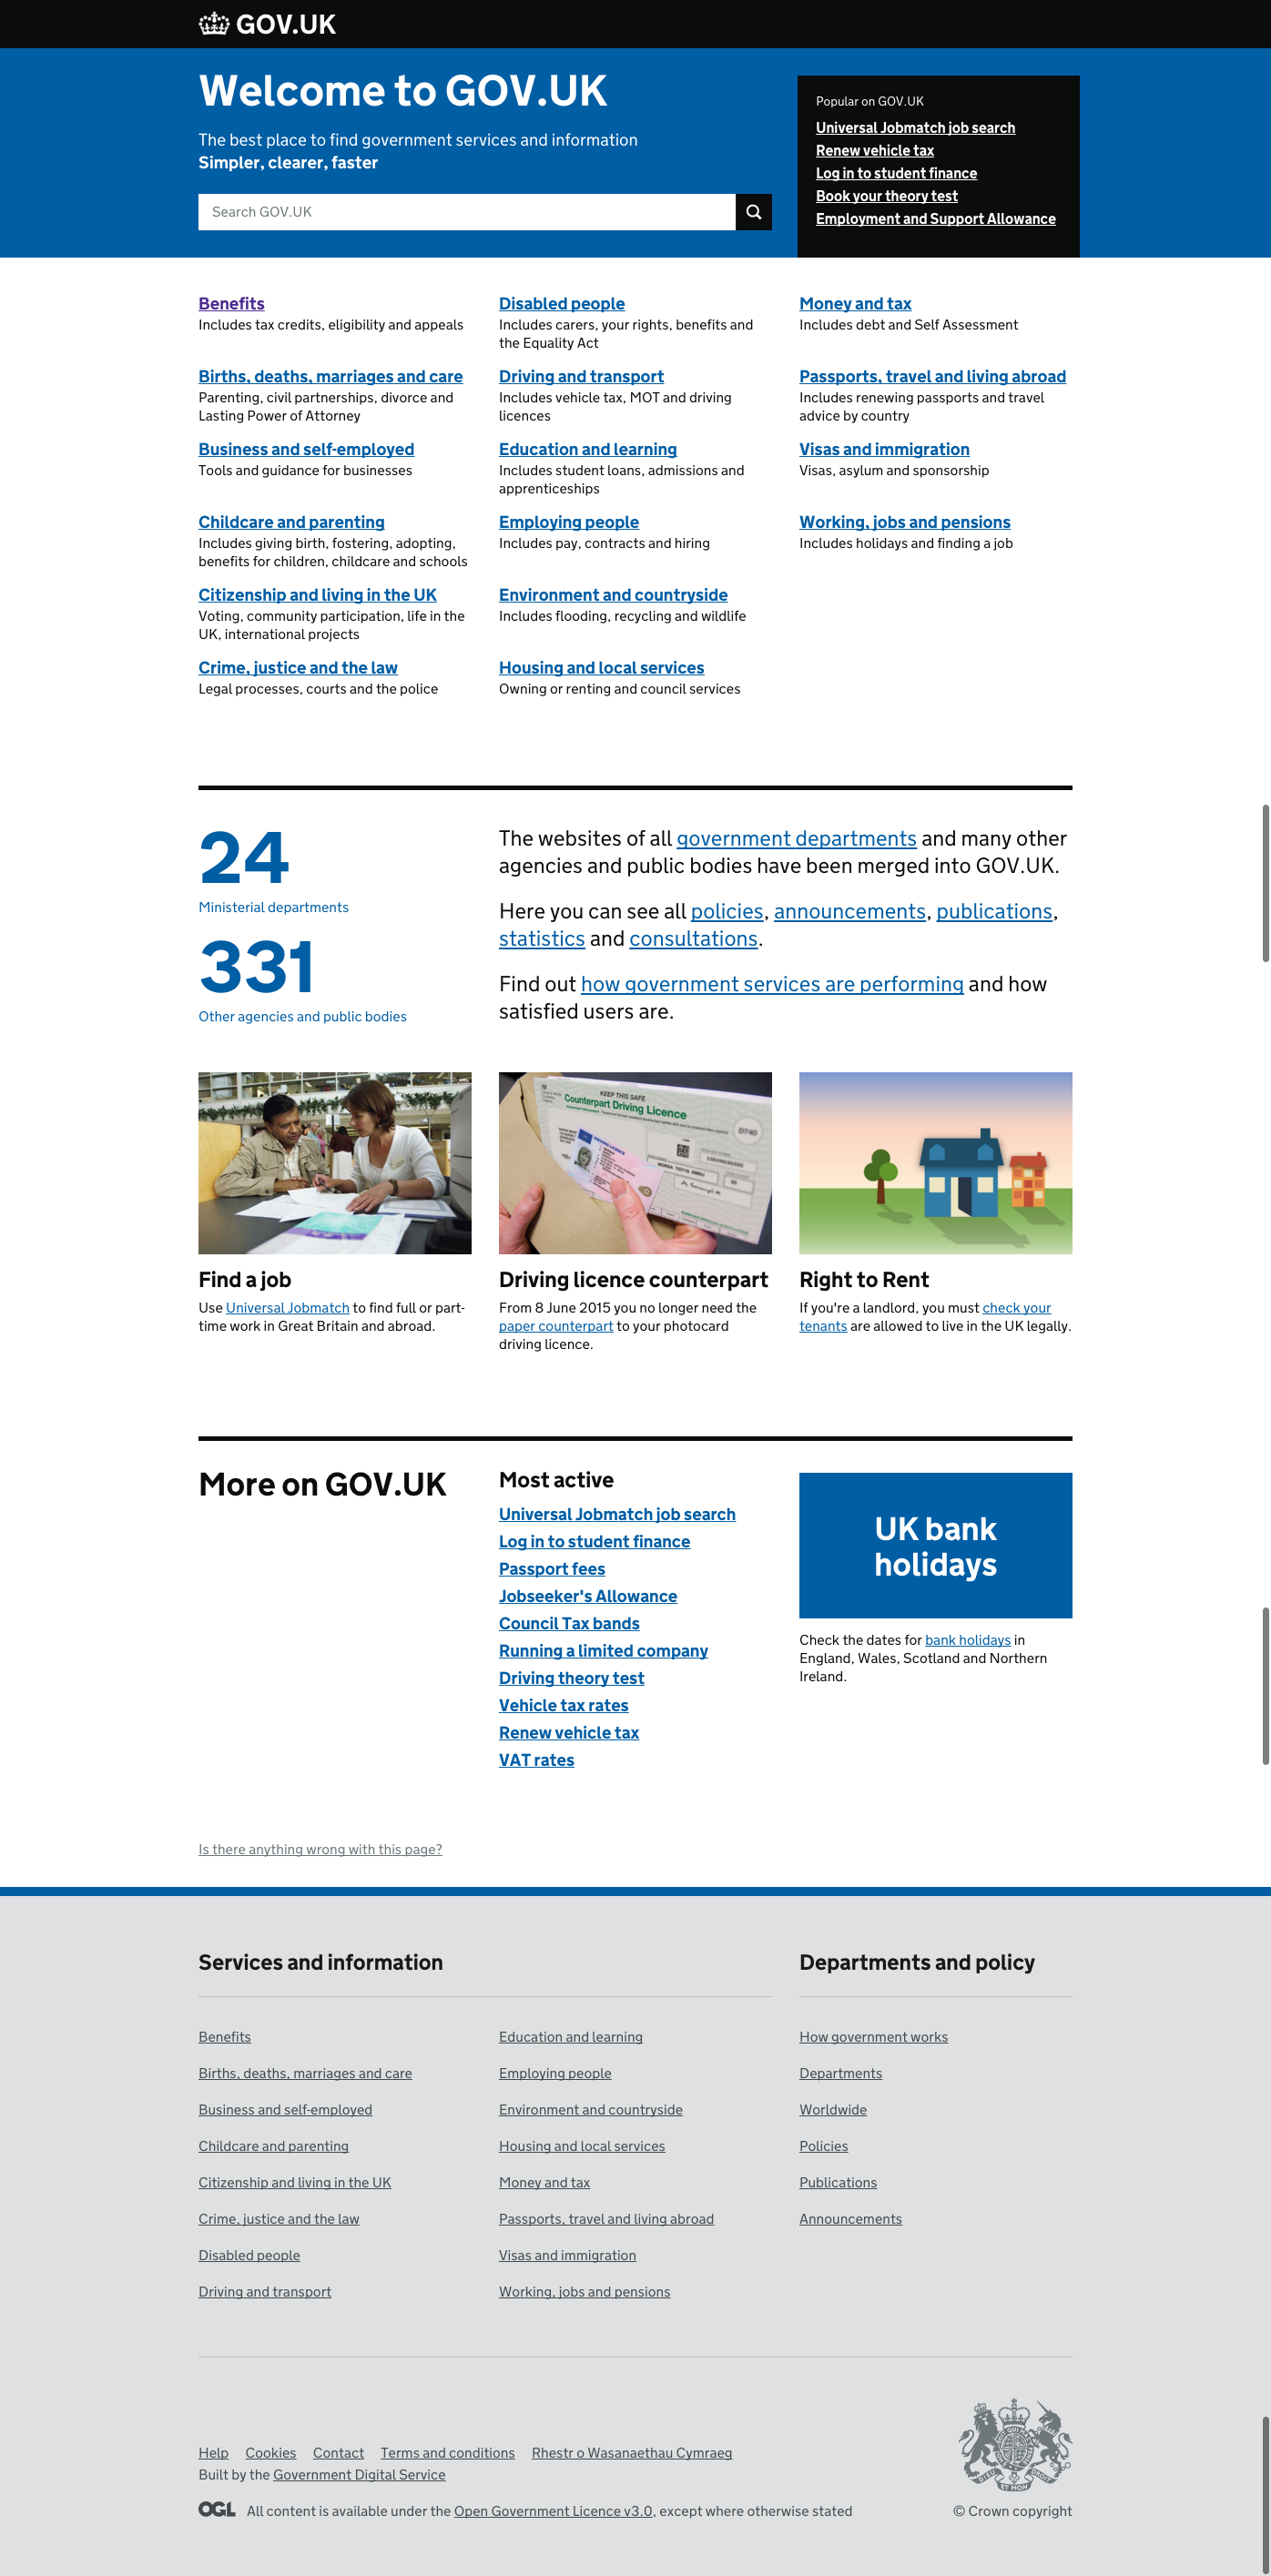 GOV.UK
Welcome to GOV.UK
The best place to find government services and information
Simpler, clearer, faster
Search GOV.UK
Popular on GOV.UK
Universal Jobmatch job search
Renew vehicle tax
Log in to student finance
Book your theory test
Employment and Support Allowance
Benefits
Includes tax credits, eligibility and appeals
Births, deaths, marriages and care
Parenting, civil partnerships, divorce and
Lasting Power of Attorney
Business and self-employed
Tools and guidance for businesses
Childcare and parenting
Includes giving birth, fostering, adopting,
benefits for children, childcare and schools
Citizenship and living in the UK
Voting, community participation, life in the
UK, international projects
Crime, justice and the law
Legal processes, courts and the police
Disabled people
Includes carers, your rights, benefits and
the Equality Act
Driving and transport
Includes vehicle tax, MOT and driving
licences
Education and learning
Includes student loans, admissions and
apprenticeships
Employing people
Includes pay, contracts and hiring
Environment and countryside
Includes flooding, recycling and wildlife
Housing and local services
Owning or renting and council services
Money and tax
Includes debt and Self Assessment
Passports, travel and living abroad
Includes renewing passports and travel
advice by country
Visas and immigration
Visas, asylum and sponsorship
Working, jobs and pensions
Includes holidays and finding a job
24
Ministerial departments
331
Other agencies and public bodies
The websites of all government departments and many other
agencies and public bodies have been merged into GOV.UK.
Here you can see all policies, announcements, publications,
statistics and consultations.
Find out how government services are performing and how
satisfied users are.
KEEP THIS SAFE
Counterpart Driving Licence
D740
Find a job
Use Universal Jobmatch to find full or part-
time work in Great Britain and abroad.
Driving licence counterpart
From 8 June 2015 you no longer need the
paper counterpart to your photocard
driving licence.
Right to Rent
If you're a landlord, you must check your
tenants are allowed to live in the UK legally.
More on GOV.UK
Most active
Universal Jobmatch job search
Log in to student finance
Passport fees
Jobseeker's Allowance
Council Tax bands
Running a limited company
Driving theory test
Vehicle tax rates
Renew vehicle tax
VAT rates
UK bank
holidays
Check the dates for bank holidays in
England, Wales, Scotland and Northern
Ireland.
Is there anything wrong with this page?
Services and information
Benefits
Births, deaths, marriages and care
Business and self-employed
Childcare and parenting
Citizenship and living in the UK
Crime, justice and the law
Disabled people
Driving and transport
Education and learning
Employing people
Environment and countryside
Housing and local services
Money and tax
Passports, travel and living abroad
Visas and immigration
Working, jobs and pensions
Departments and policy
How government works
Departments
Worldwide
Policies
Publications
Announcements
Help Cookies Contact Terms and conditions Rhestr o Wasanaethau Cymraeg
Built by the Government Digital Service
OGL All content is available under the Open Government Licence v3.0, except where otherwise stated
DIEU ET MON DROIT
© Crown copyright